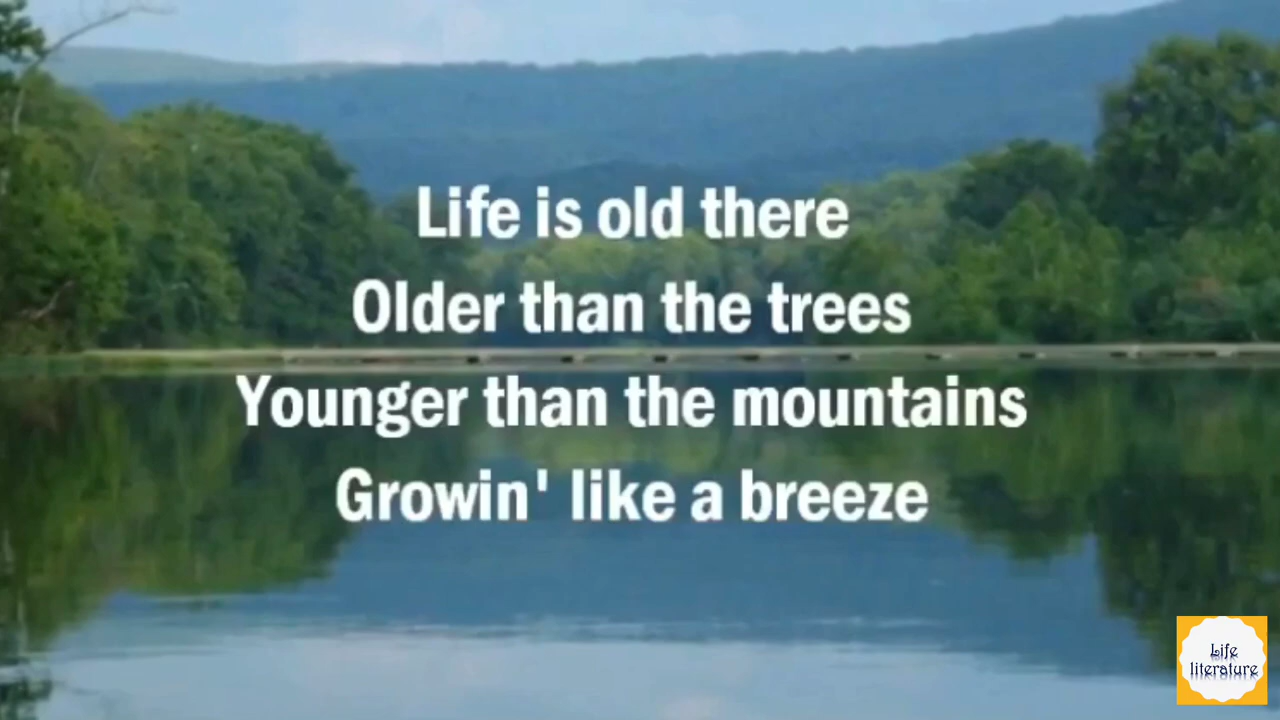 Life is old there
Older than the trees
Younger than the mountains
Growin' like a breeze
Life
literature